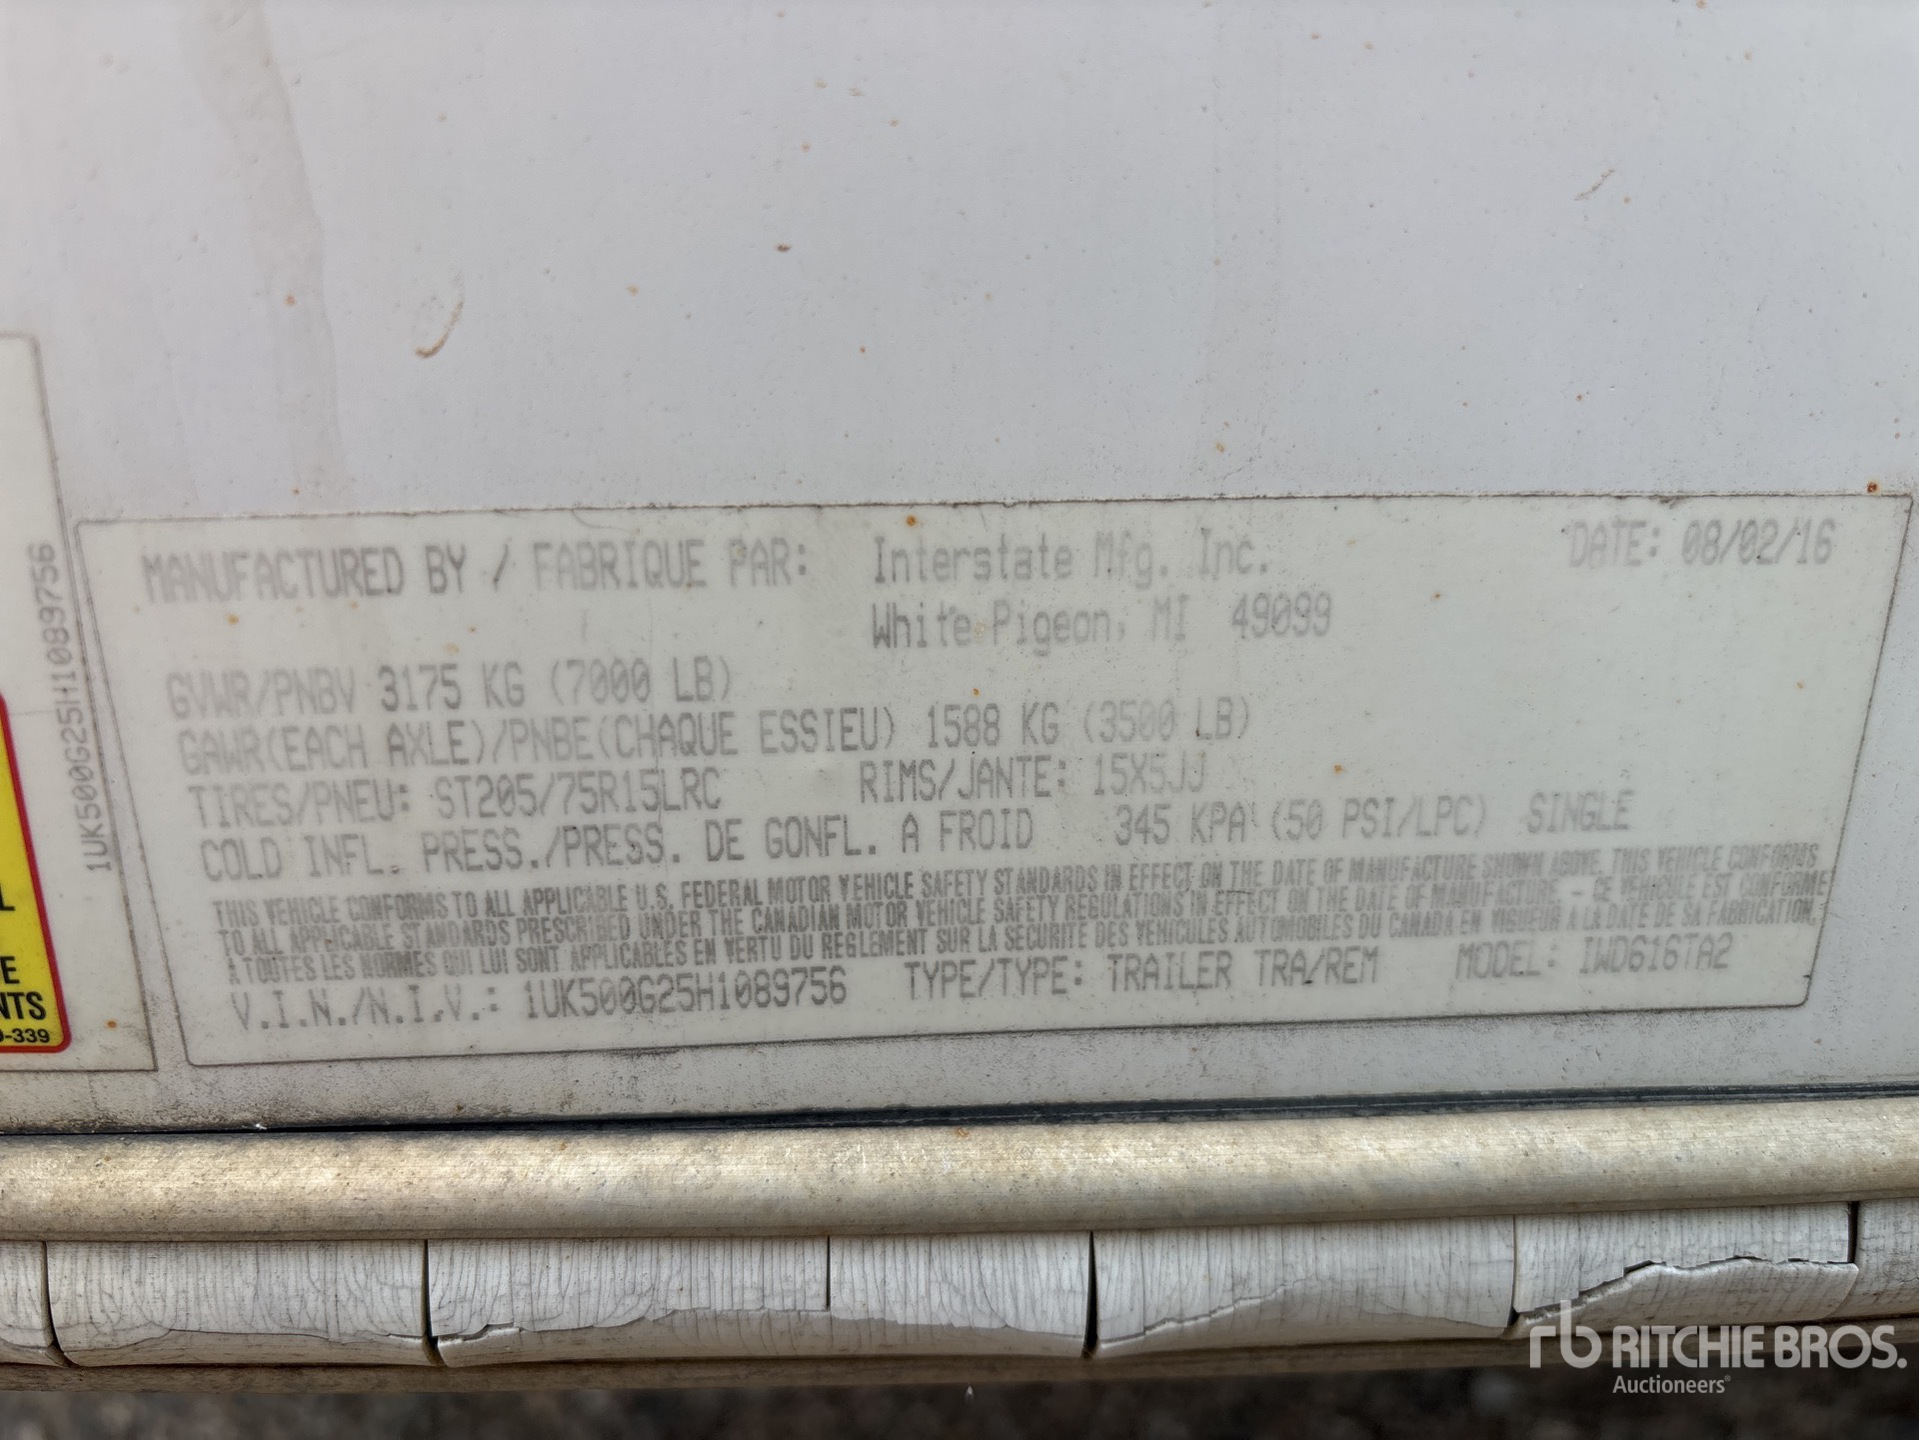 MANUFACTURED BY / FABRIQUE PAR: Interstate Mfg. Inc. DATE: 08/02/16
White Pigeon, MI 49099
GVWR/PNBV 3175 KG (7000 LB)
GAWR(EACH AXLE)/PNBE(CHAQUE ESSIEU) 1588 KG (3500 LB)
TIRES/PNEU: ST205/75R15LRC RIMS/JANTE: 15X5JJ
COLD INFL. PRESS./PRESS. DE GONFL. A FROID 345 KPA (50 PSI/LPC) SINGLE
THIS VEHICLE CONFORMS TO ALL APPLICABLE U.S. FEDERAL MOTOR VEHICLE SAFETY STANDARDS IN EFFECT ON THE DATE OF MANUFACTURE SHOWN ABOVE. THIS VEHICLE CONFORMS
TO ALL APPLICABLE STANDARDS PRESCRIBED UNDER THE CANADIAN MOTOR VEHICLE SAFETY REGULATIONS IN EFFECT ON THE DATE OF MANUFACTURE. - CE VEHICULE EST CONFORME
A TOUTES LES NORMES QUI LUI SONT APPLICABLES EN VERTU DU REGLEMENT SUR LA SECURITE DES VEHICULES AUTOMOBILES DU CANADA EN VIGUEUR A LA DATE DE SA FABRICATION.
V.I.N./N.I.V.: 1UK500G25H1089756 TYPE/TYPE: TRAILER TRA/REM MODEL: IWD616TA2
1UK500G25H1089756
L
E
NTS
-339
rb RITCHIE BROS.
Auctioneers®